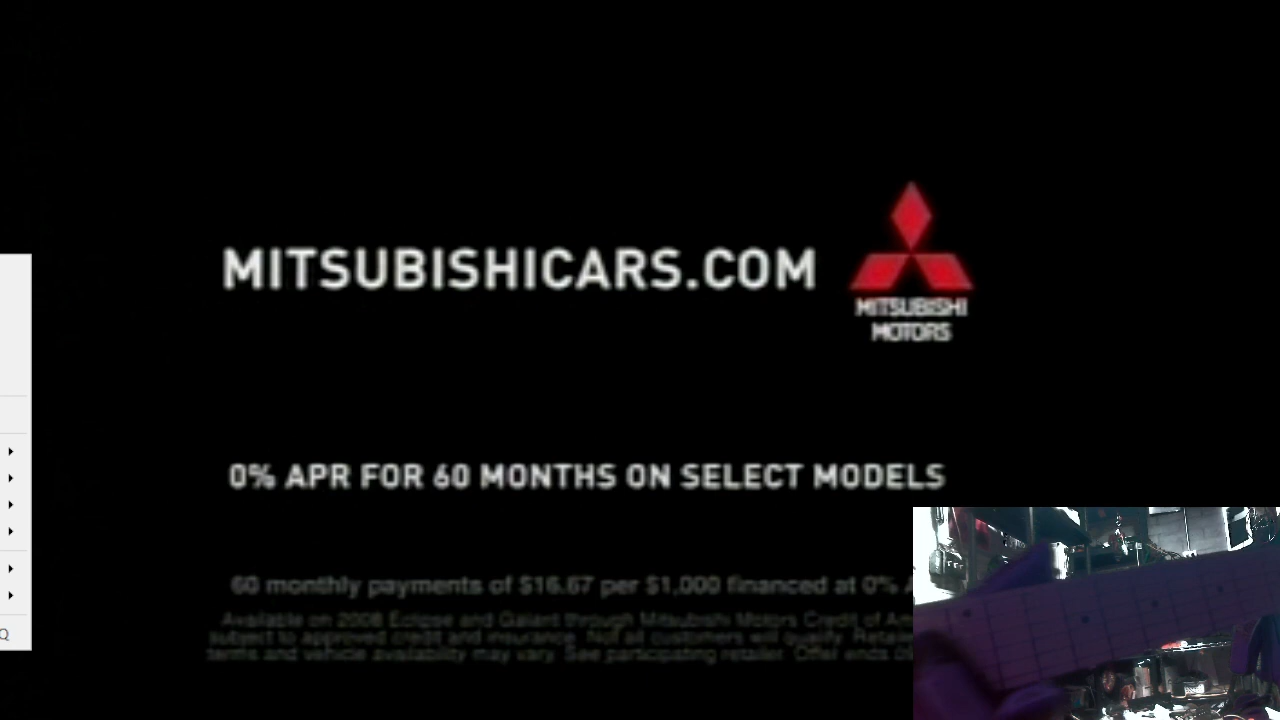 MITSUBISHICARS.COM
MITSUBISHI
MOTORS
0% APR FOR 60 MONTHS ON SELECT MODELS
60 monthly payments of $16.67 per $1,000 financed at 0%
Available on 2008 Eclipse and Galant through Mitsubishi Motors Credit of
subject to approved credit and insurance. Not all customers will qualify.
terms and vehicle availability may vary. See participating retailer. Offer ends
Q